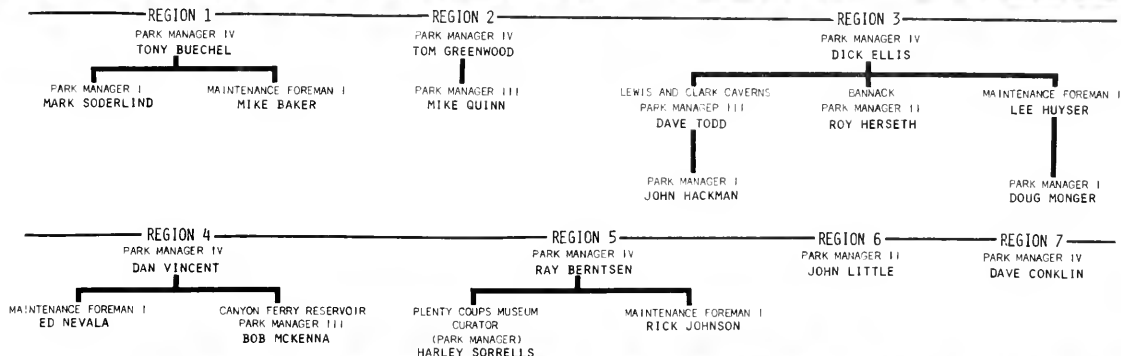 REGION 1
PARK MANAGER IV
TONY BUECHEL
PARK MANAGER I
MARK SODERLIND
MAINTENANCE FOREMAN I
MIKE BAKER
REGION 2
PARK MANAGER IV
TOM GREENWOOD
PARK MANAGER III
MIKE QUINN
REGION 3
PARK MANAGER IV
DICK ELLIS
LEWIS AND CLARK CAVERNS
PARK MANAGEP III
DAVE TODD
PARK MANAGER I
JOHN HACKMAN
BANNACK
PARK MANAGER II
ROY HERSETH
MAINTENANCE FOREMAN I
LEE HUYSER
PARK MANAGER I
DOUG MONGER
REGION 4
PARK MANAGER IV
DAN VINCENT
MAINTENANCE FOREMAN I
ED NEVALA
CANYON FERRY RESERVOIR
PARK MANAGER III
BOB MCKENNA
REGION 5
PARK MANAGER IV
RAY BERNTSEN
PLENTY COUPS MUSEUM
CURATOR
(PARK MANAGER)
HARLEY SORRELLS
MAINTENANCE FOREMAN I
RICK JOHNSON
REGION 6
PARK MANAGER II
JOHN LITTLE
REGION 7
PARK MANAGER IV
DAVE CONKLIN